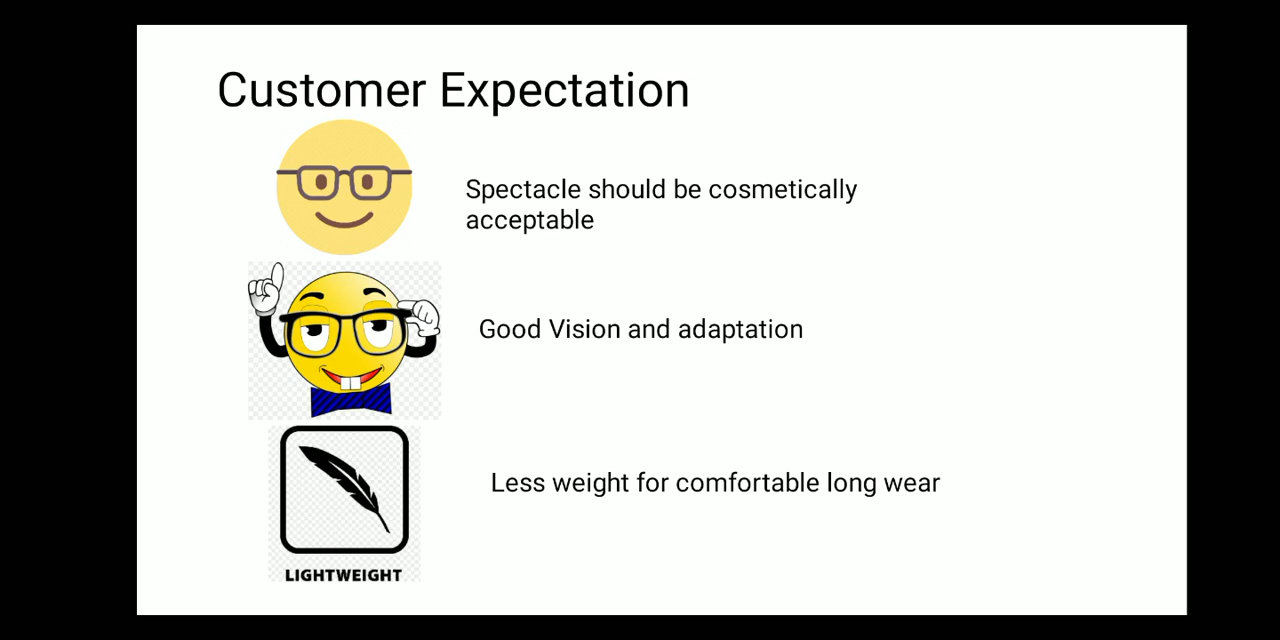 Customer Expectation
Spectacle should be cosmetically
acceptable
Good Vision and adaptation
Less weight for comfortable long wear
LIGHTWEIGHT